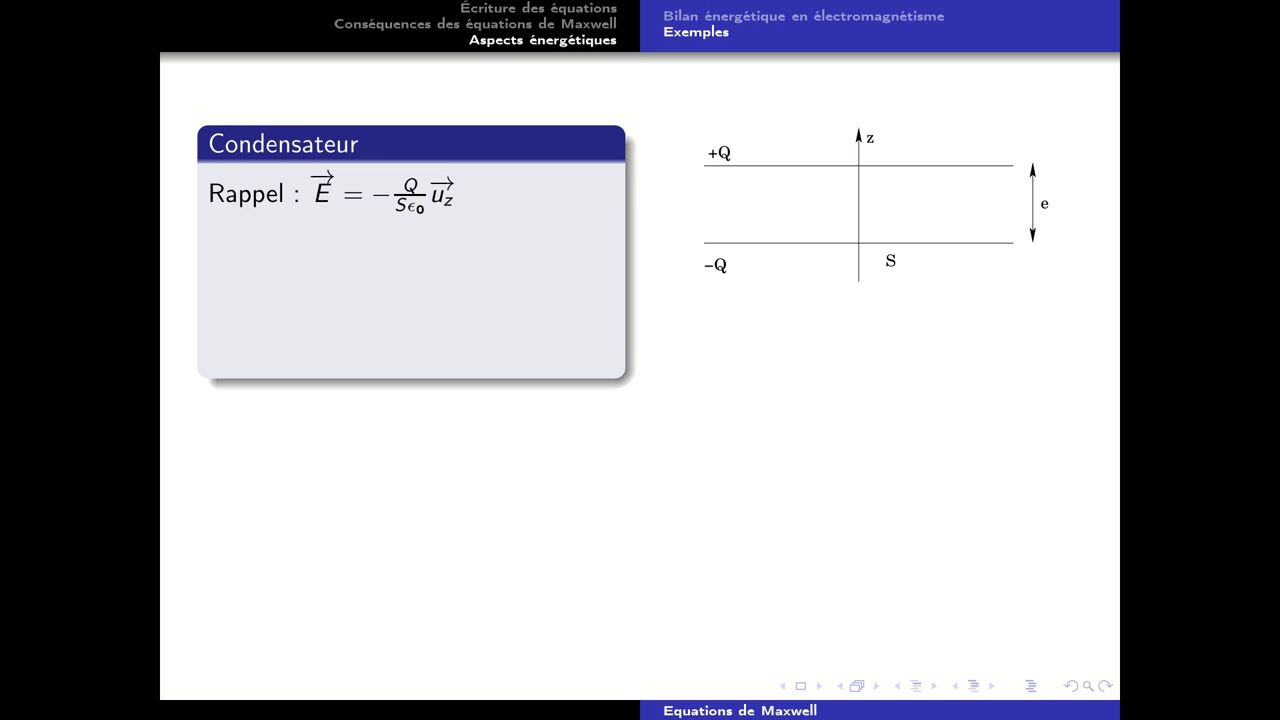 Écriture des équations
Conséquences des équations de Maxwell
Aspects énergétiques
Bilan énergétique en électromagnétisme
Exemples
Condensateur
Rappel : $\overrightarrow{E} = -\frac{Q}{S\epsilon_0}\overrightarrow{u_z}$
z
+Q
e
–Q
S
Equations de Maxwell